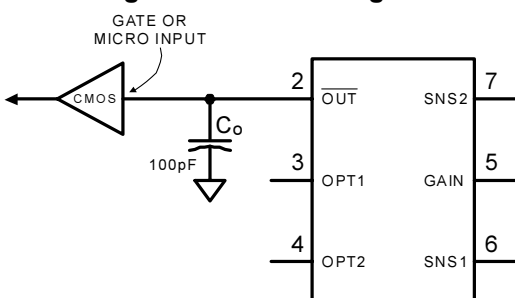 GATE OR
MICRO INPUT
CMOS
Co
100pF
2
OUT
SNS2
7
3
OPT1
GAIN
5
4
OPT2
SNS1
6